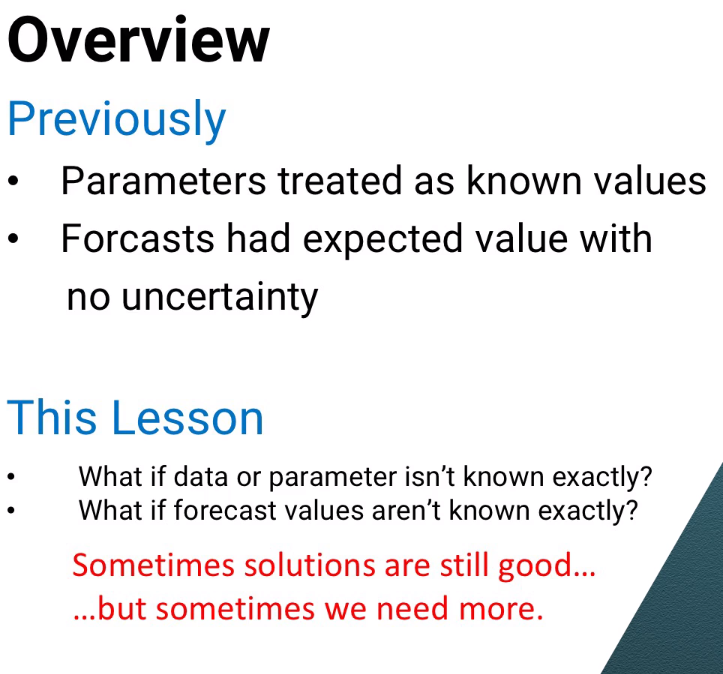 Overview
Previously
• Parameters treated as known values
• Forcasts had expected value with
no uncertainty
This Lesson
• What if data or parameter isn’t known exactly?
• What if forecast values aren’t known exactly?
Sometimes solutions are still good...
...but sometimes we need more.